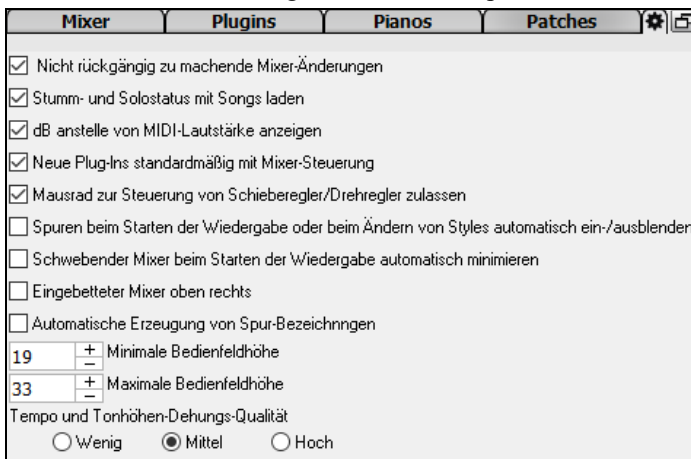 Mixer Plugins Pianos Patches
Nicht rückgängig zu machende Mixer-Änderungen
Stumm- und Solostatus mit Songs laden
dB anstelle von MIDI-Lautstärke anzeigen
Neue Plug-Ins standardmäßig mit Mixer-Steuerung
Mausrad zur Steuerung von Schieberegler/Drehregler zulassen
Spuren beim Starten der Wiedergabe oder beim Ändern von Styles automatisch ein-/ausblenden
Schwebender Mixer beim Starten der Wiedergabe automatisch minimieren
Eingebetteter Mixer oben rechts
Automatische Erzeugung von Spur-Bezeichnngen
19 + - Minimale Bedienfeldhöhe
33 + - Maximale Bedienfeldhöhe
Tempo und Tonhöhen-Dehungs-Qualität
Wenig Mittel Hoch